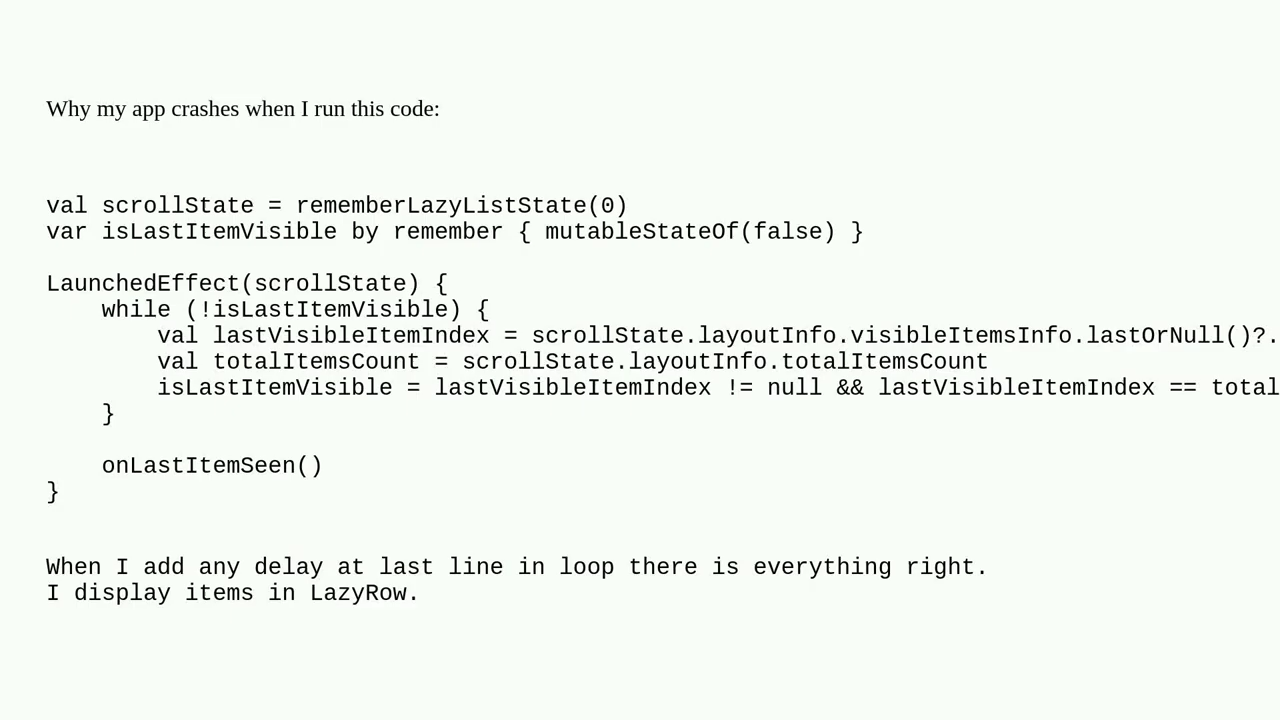 Why my app crashes when I run this code:
val scrollState = rememberLazyListState(0)
var isLastItemVisible by remember { mutableStateOf(false) }
LaunchedEffect(scrollState) {
    while (!isLastItemVisible) {
        val lastVisibleItemIndex = scrollState.layoutInfo.visibleItemsInfo.lastOrNull()?.
        val totalItemsCount = scrollState.layoutInfo.totalItemsCount
        isLastItemVisible = lastVisibleItemIndex != null && lastVisibleItemIndex == total
    }
    onLastItemSeen()
}
When I add any delay at last line in loop there is everything right.
I display items in LazyRow.